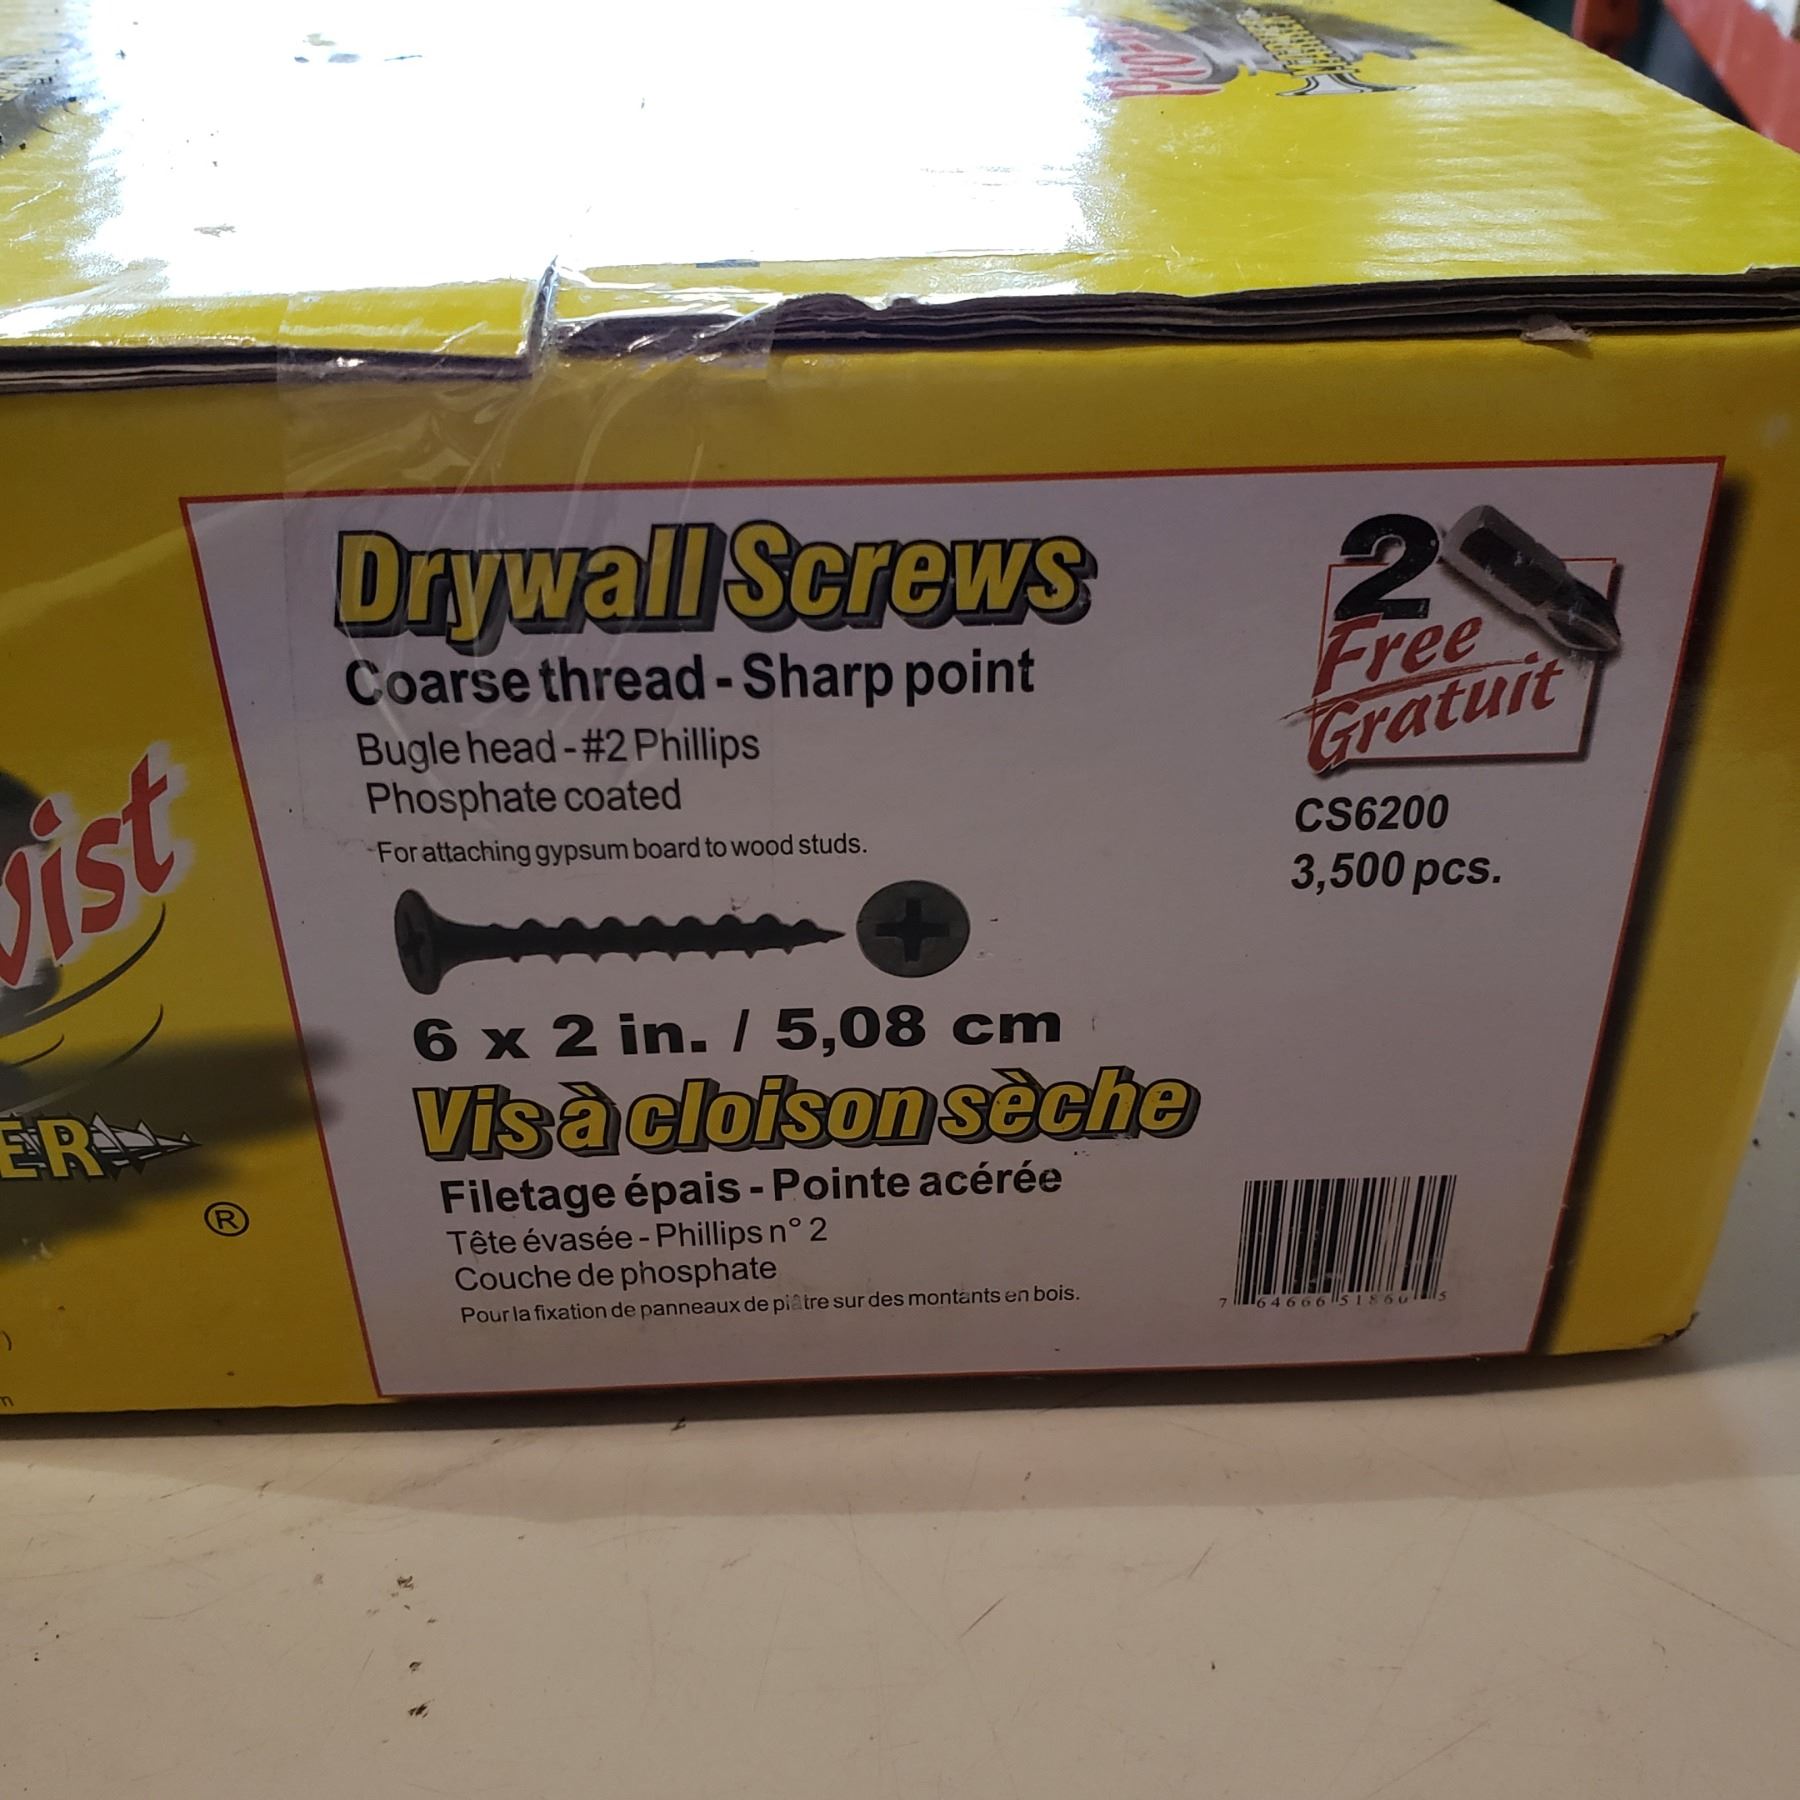 Drywall Screws
Coarse thread - Sharp point
Bugle head - #2 Phillips
Phosphate coated
For attaching gypsum board to wood studs.
6 x 2 in. / 5,08 cm
Vis à cloison sèche
Filetage épais - Pointe acérée
Tête évasée - Phillips n° 2
Couche de phosphate
Pour la fixation de panneaux de plâtre sur des montants en bois.
2
Free
Gratuit
CS6200
3,500 pcs.
®